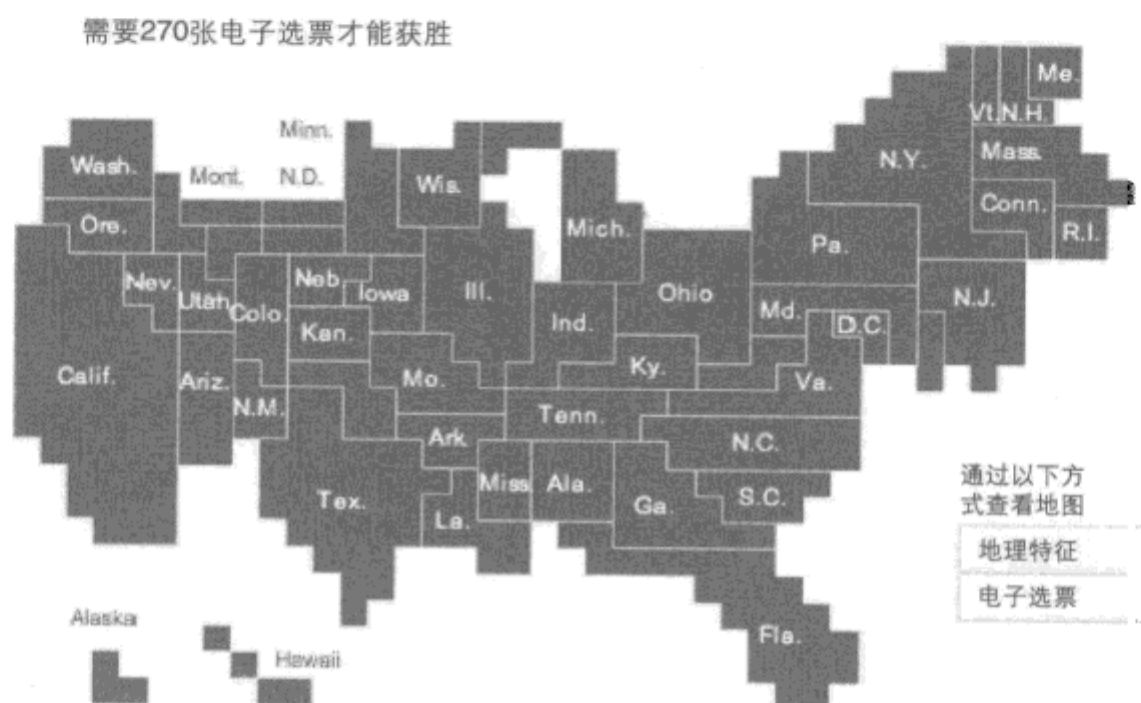 需要270张电子选票才能获胜
Me.
Minn.
Vt. N.H.
Wash.
Mont. N.D.
Wis.
N.Y.
Mass.
Ore.
Mich.
Conn.
Pa.
R.I.
Nev.
Utah
Colo.
Neb
Iowa
Ill.
Ohio
N.J.
Ind.
Md.
D.C.
Kan.
Calif.
Ariz.
Mo.
Ky.
Va.
N.M.
Tenn.
Ark
N.C.
Tex.
Miss
Ala.
Ga.
S.C.
La.
通过以下方
式查看地图
地理特征
电子选票
Alaska
Hawaii
Fla.